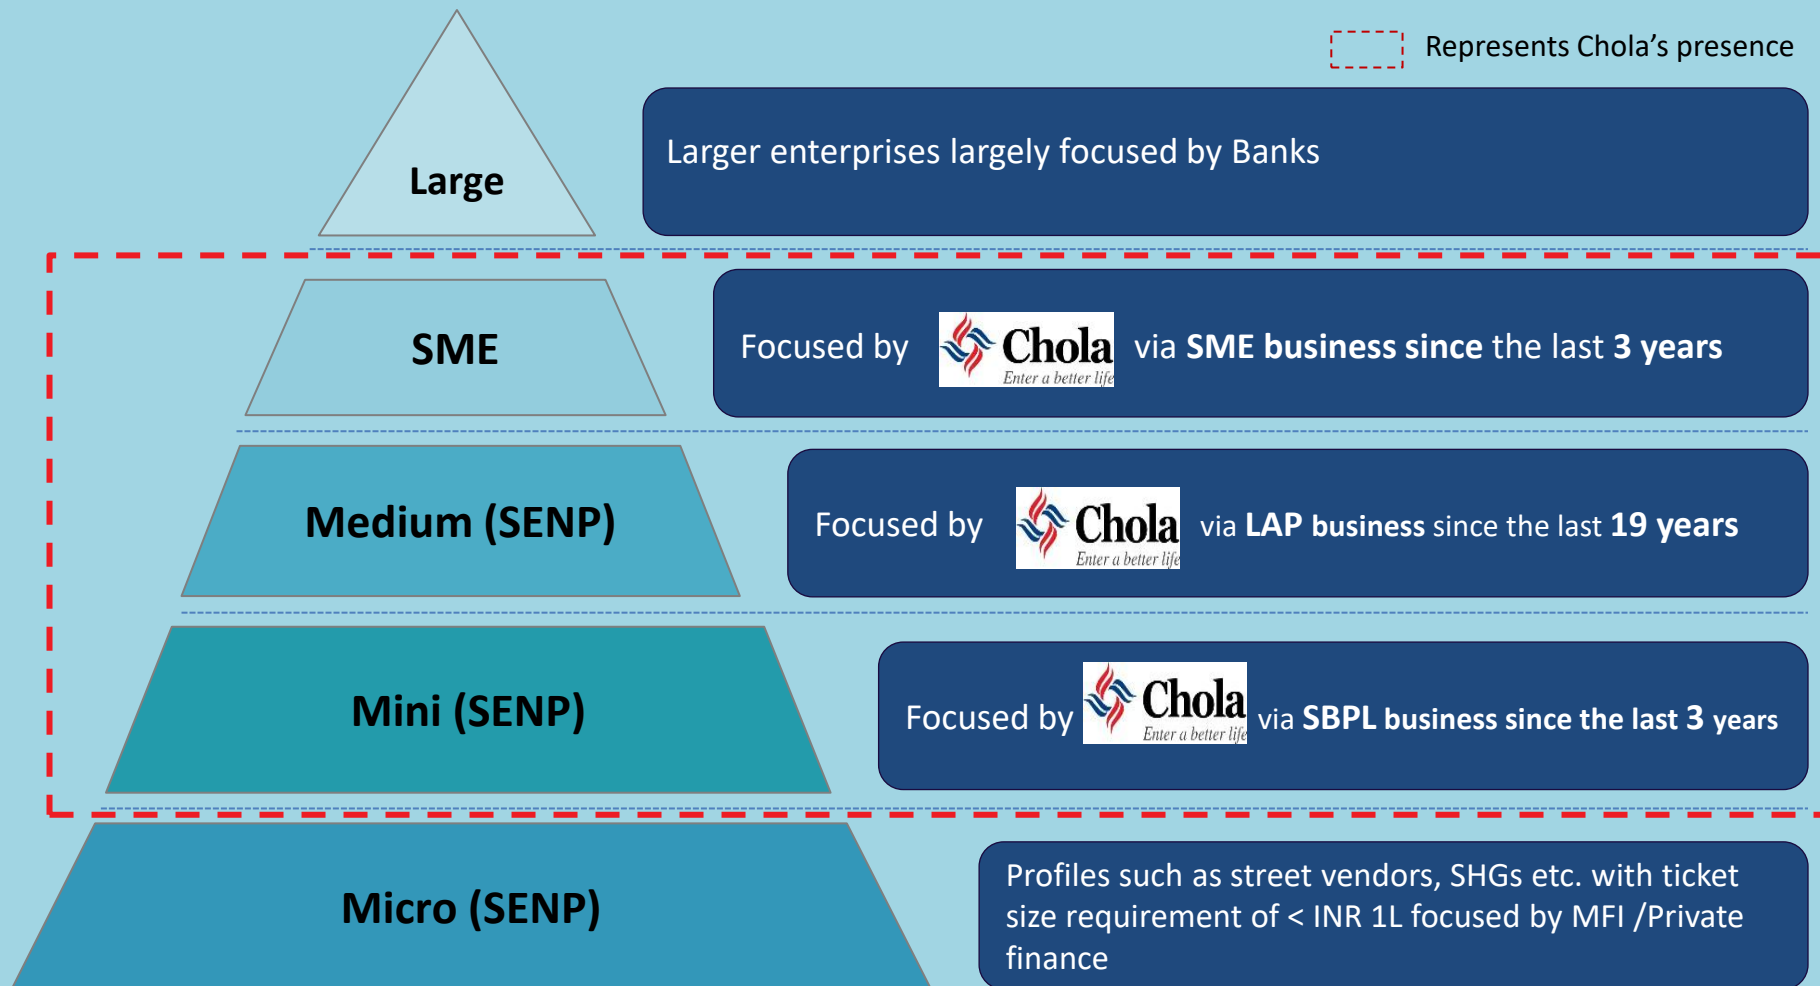 Represents Chola's presence
Large
Larger enterprises largely focused by Banks
SME
Focused by Chola via SME business since the last 3 years
Enter a better life
Medium (SENP)
Focused by Chola via LAP business since the last 19 years
Enter a better life
Mini (SENP)
Focused by Chola via SBPL business since the last 3 years
Enter a better life
Micro (SENP)
Profiles such as street vendors, SHGs etc. with ticket
size requirement of < INR 1L focused by MFI /Private
finance